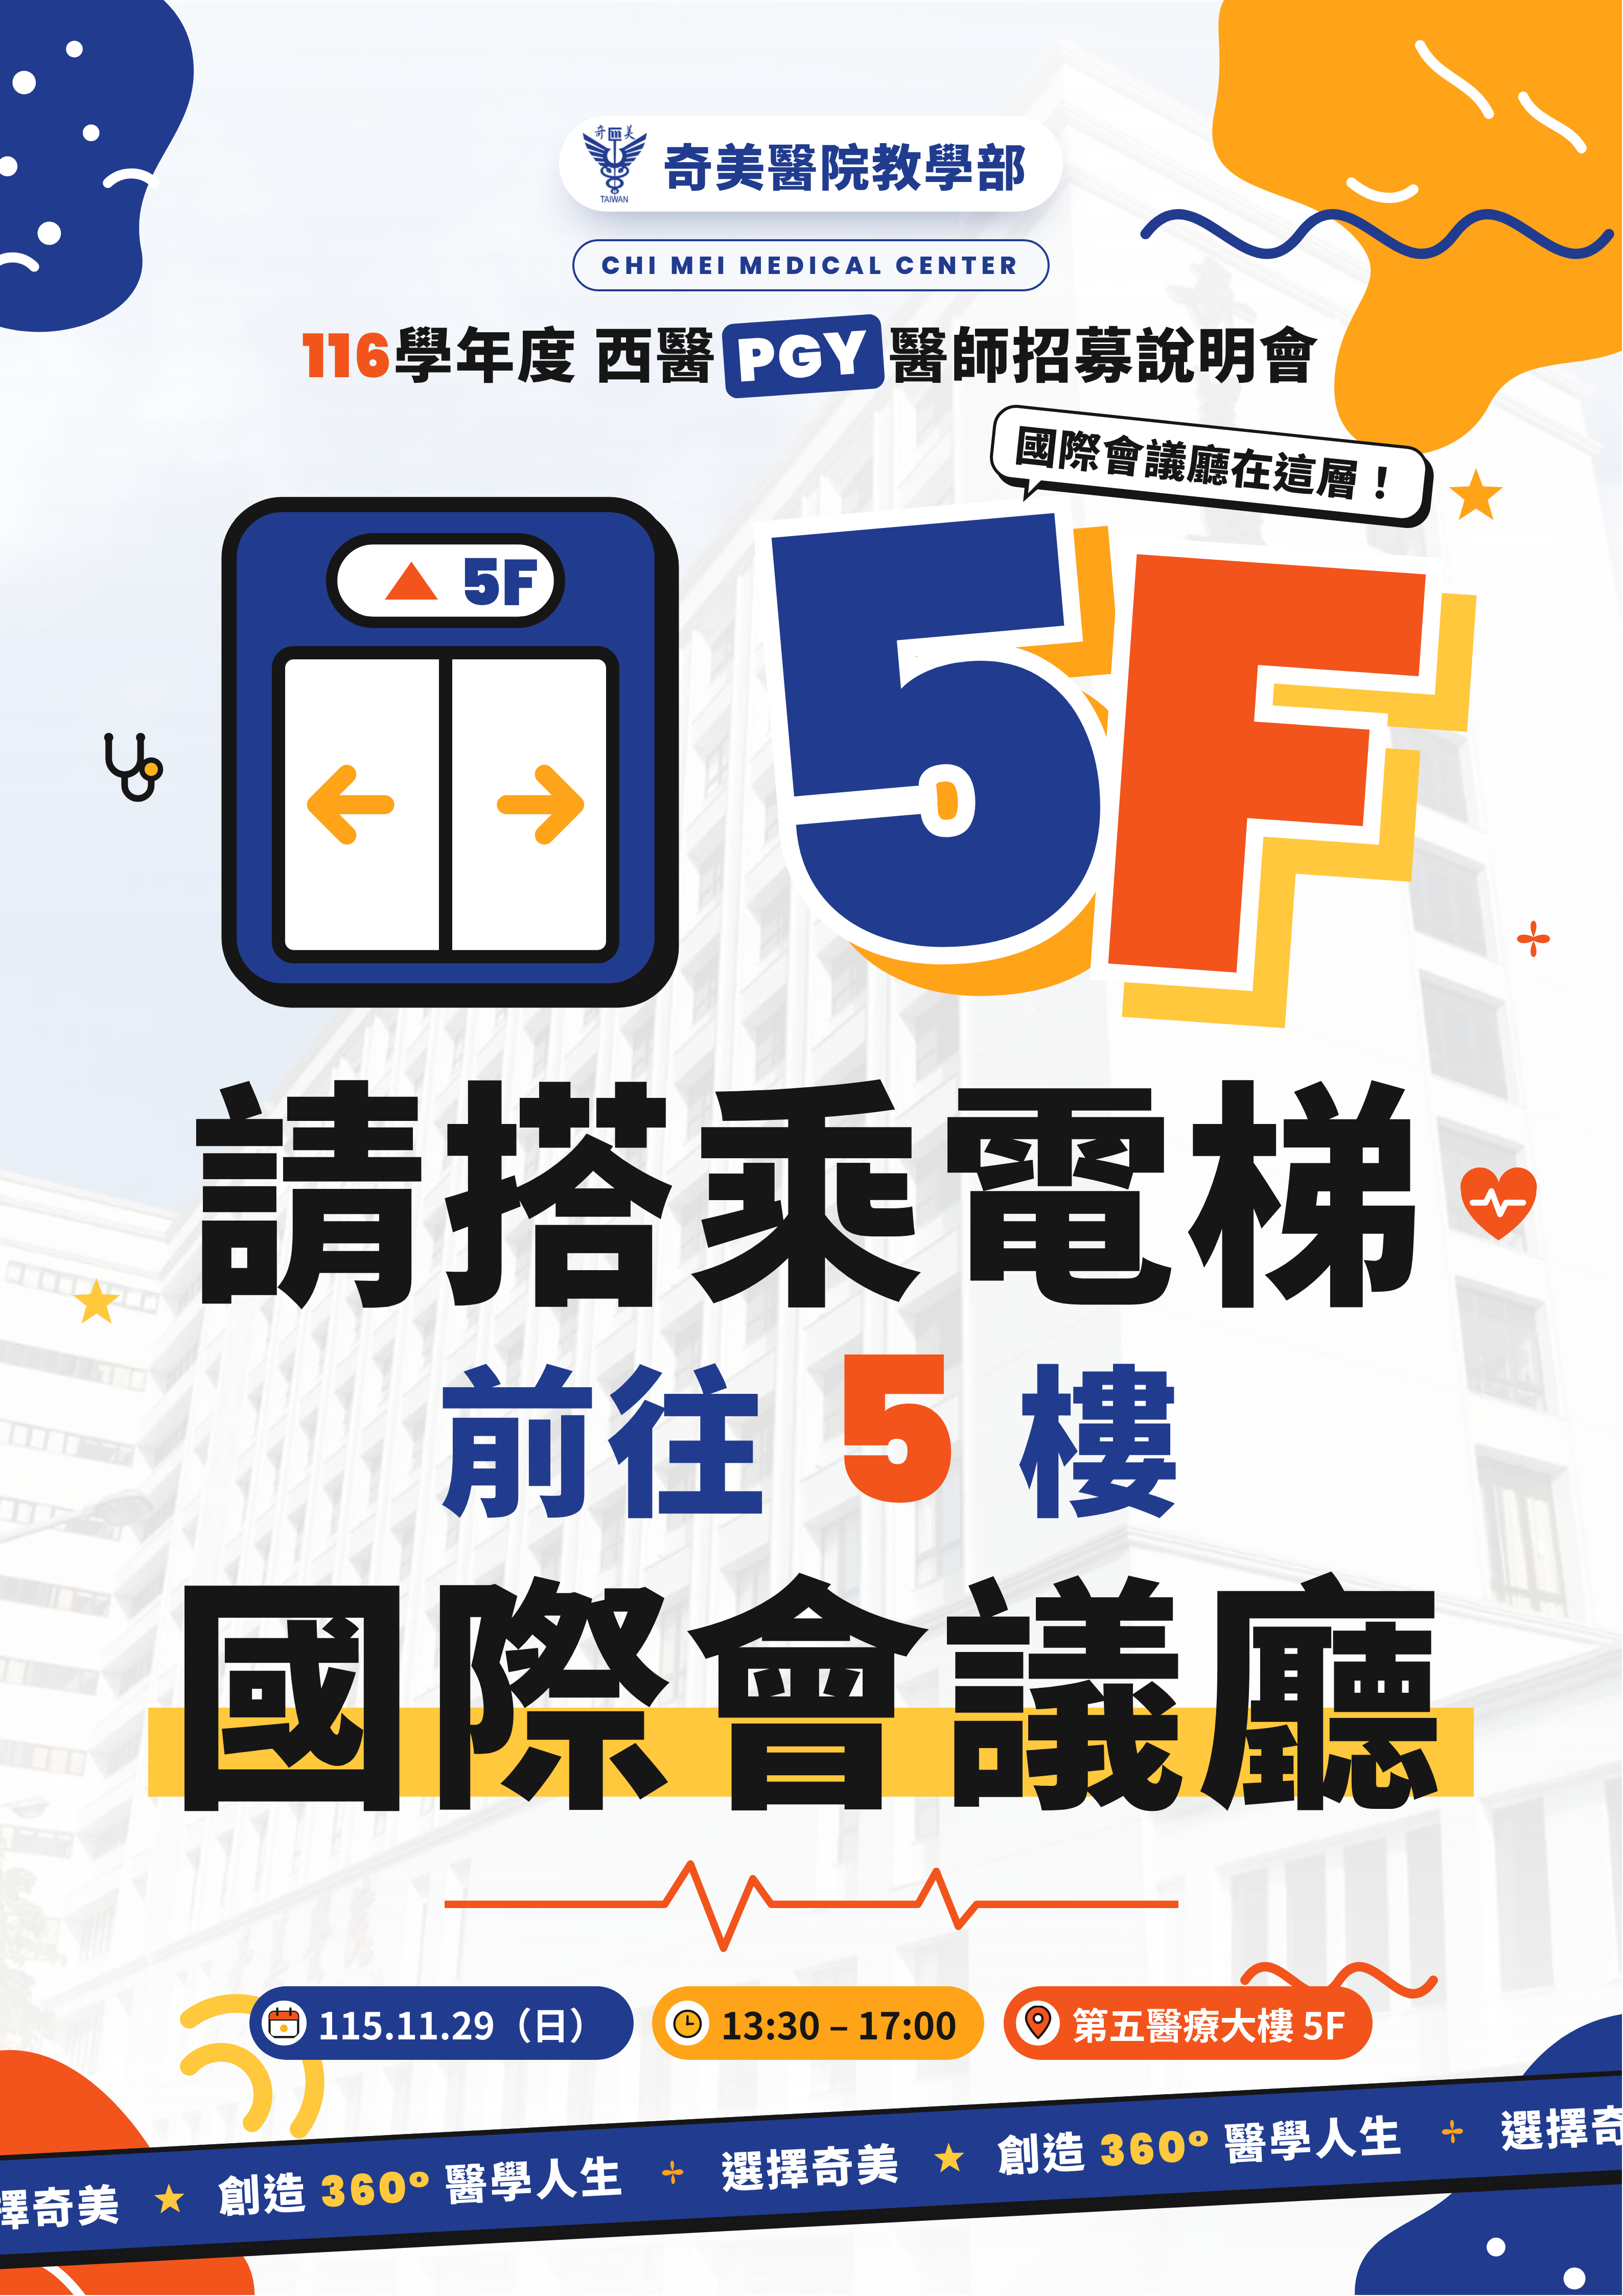 奇美
TAIWAN
奇美醫院教學部
CHI MEI MEDICAL CENTER
116學年度 西醫 PGY 醫師招募說明會
國際會議廳在這層！
5F
5F
請搭乘電梯
前往 5 樓
國際會議廳
115.11.29（日）
13:30 – 17:00
第五醫療大樓 5F
擇奇美 ★ 創造 360° 醫學人生 選擇奇美 ★ 創造 360° 醫學人生 選擇奇